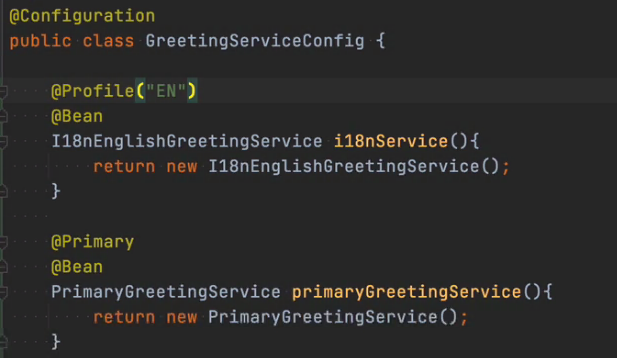 @Configuration
public class GreetingServiceConfig {
@Profile("EN")
@Bean
I18nEnglishGreetingService i18nService(){
return new I18nEnglishGreetingService();
}
@Primary
@Bean
PrimaryGreetingService primaryGreetingService(){
return new PrimaryGreetingService();
}